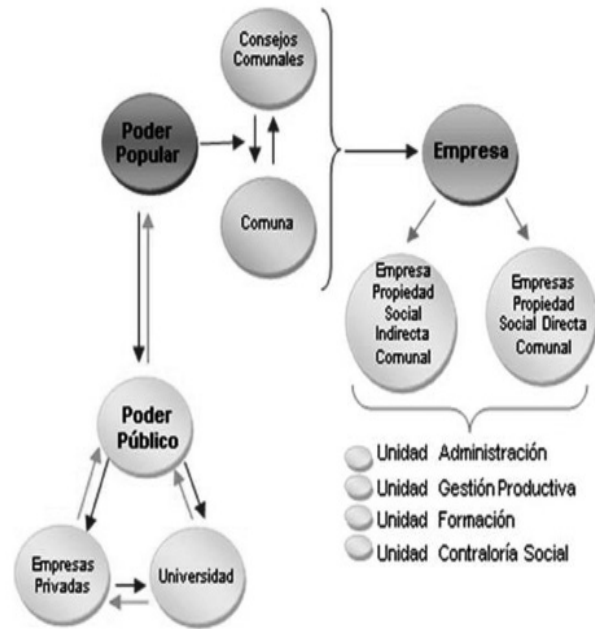 Consejos
Comunales
Poder
Popular
Empresa
Comuna
Empresa
Propiedad
Social
Indirecta
Comunal
Empresas
Propiedad
Social Directa
Comunal
Poder
Público
Unidad Administración
Unidad Gestión Productiva
Unidad Formación
Unidad Contraloría Social
Empresas
Privadas
Universidad